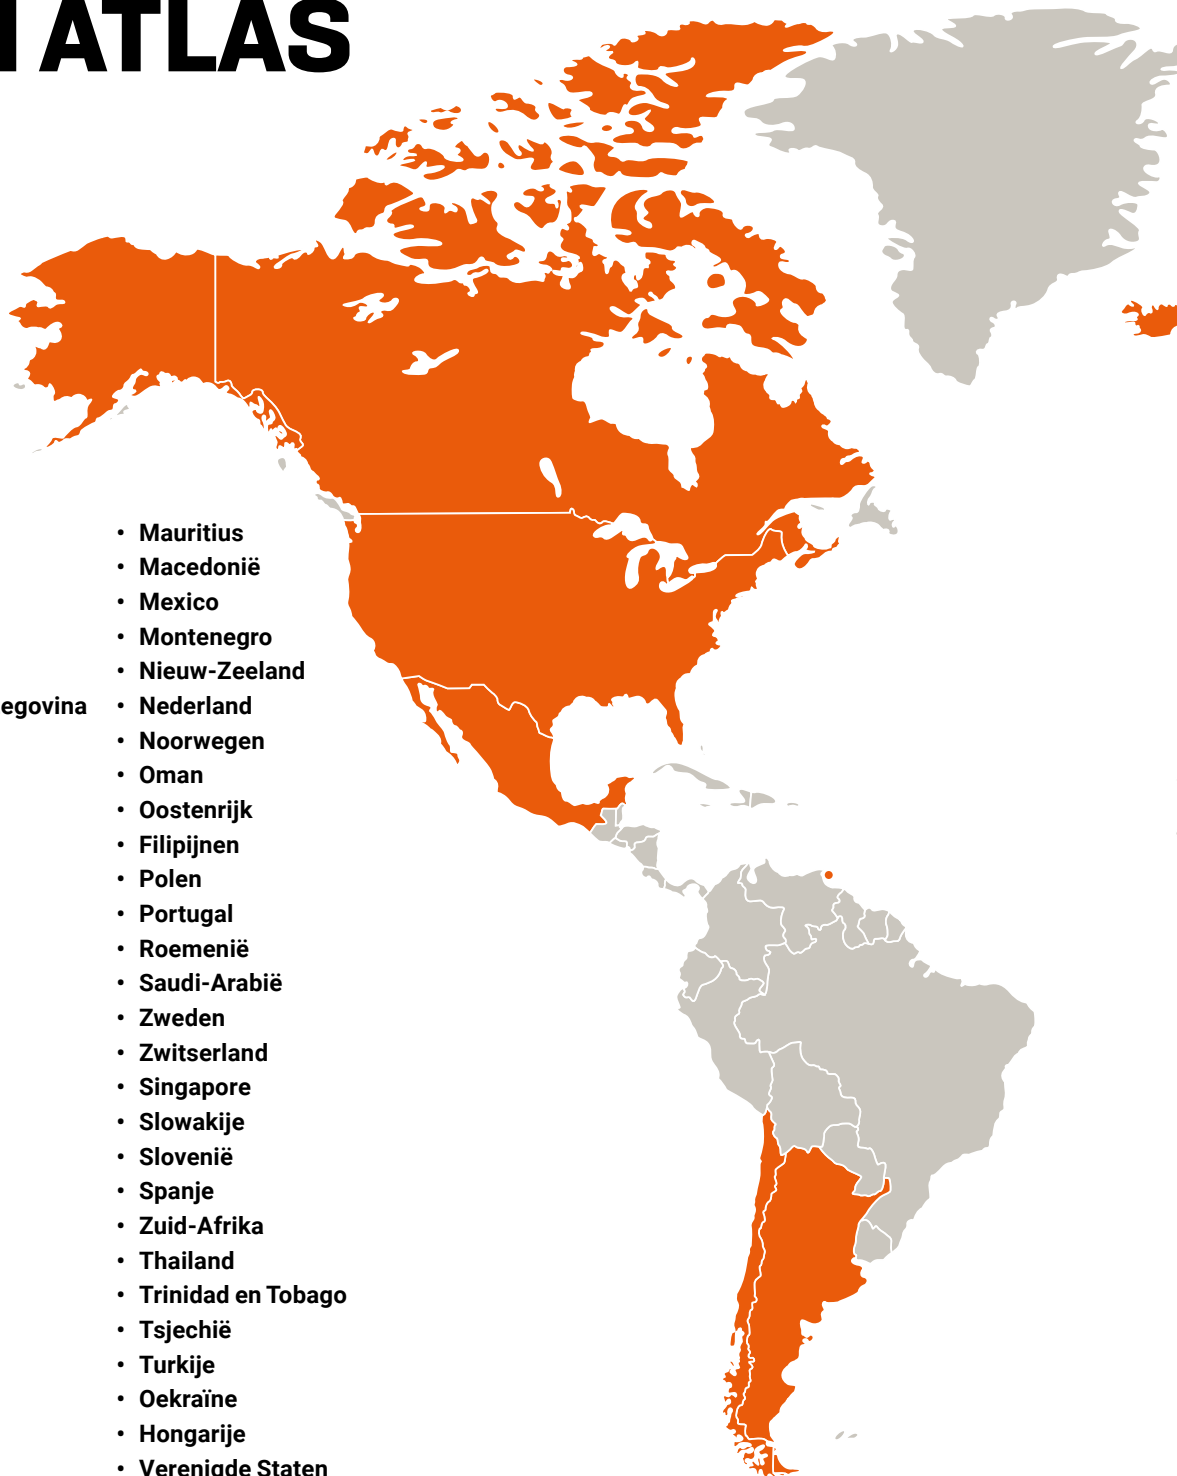 ATLAS
• Mauritius
• Macedonië
• Mexico
• Montenegro
• Nieuw-Zeeland
egovina • Nederland
• Noorwegen
• Oman
• Oostenrijk
• Filipijnen
• Polen
• Portugal
• Roemenië
• Saudi-Arabië
• Zweden
• Zwitserland
• Singapore
• Slowakije
• Slovenië
• Spanje
• Zuid-Afrika
• Thailand
• Trinidad en Tobago
• Tsjechië
• Turkije
• Oekraïne
• Hongarije
• Verenigde Staten